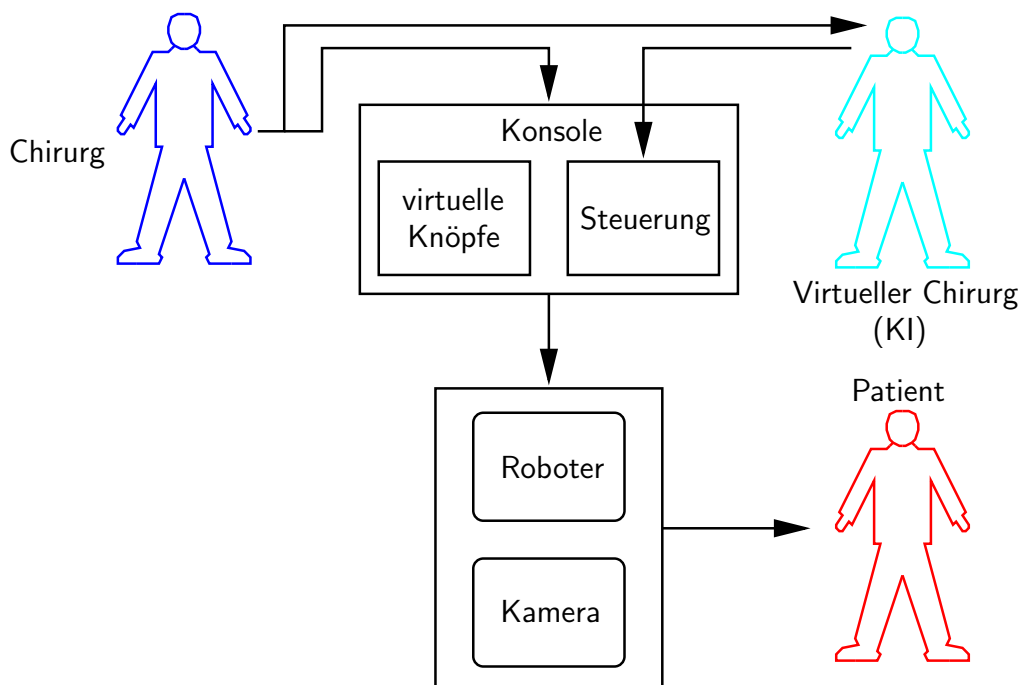 Chirurg
Konsole
virtuelle
Knöpfe
Steuerung
Virtueller Chirurg
(KI)
Patient
Roboter
Kamera